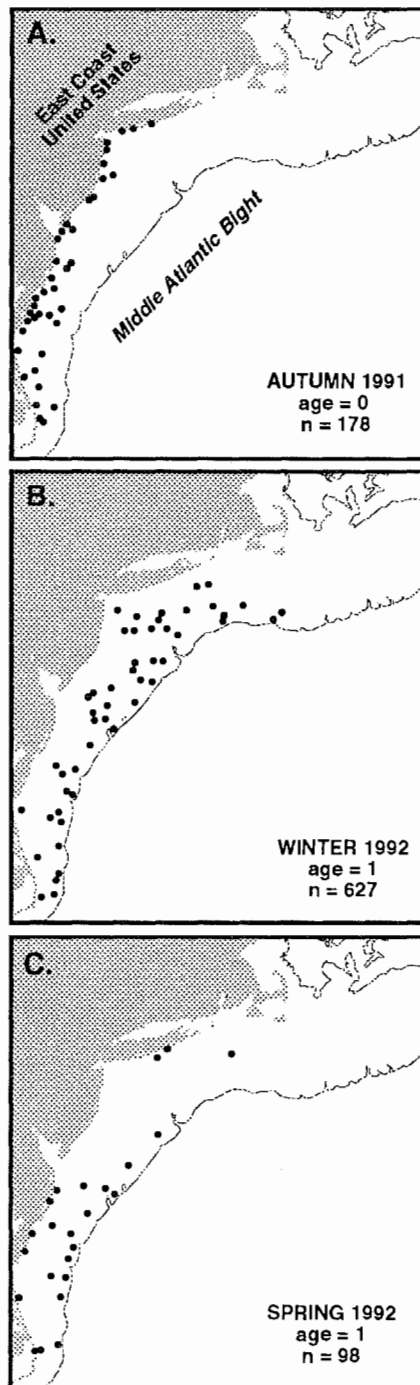 A.
East Coast
United States
Middle Atlantic Bight
AUTUMN 1991
age = 0
n = 178
B.
WINTER 1992
age = 1
n = 627
C.
SPRING 1992
age = 1
n = 98